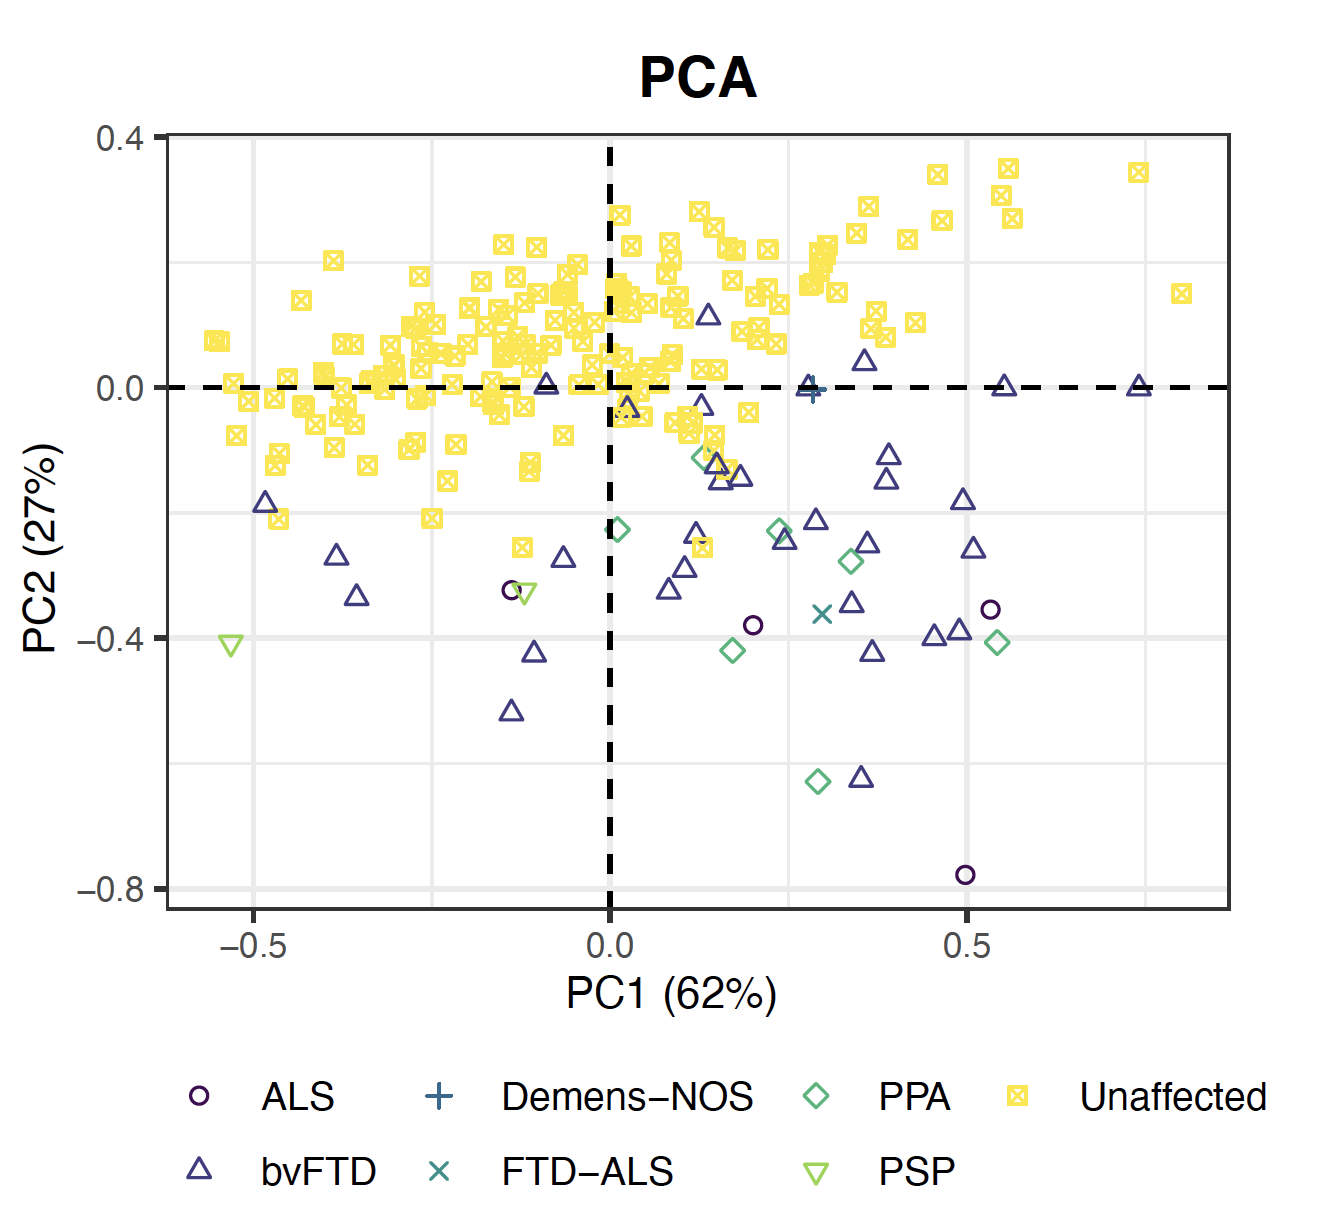 PCA
0.4
0.0
−0.4
−0.8
PC2 (27%)
−0.5 0.0 0.5
PC1 (62%)
ALS Demens−NOS PPA Unaffected
bvFTD FTD−ALS PSP